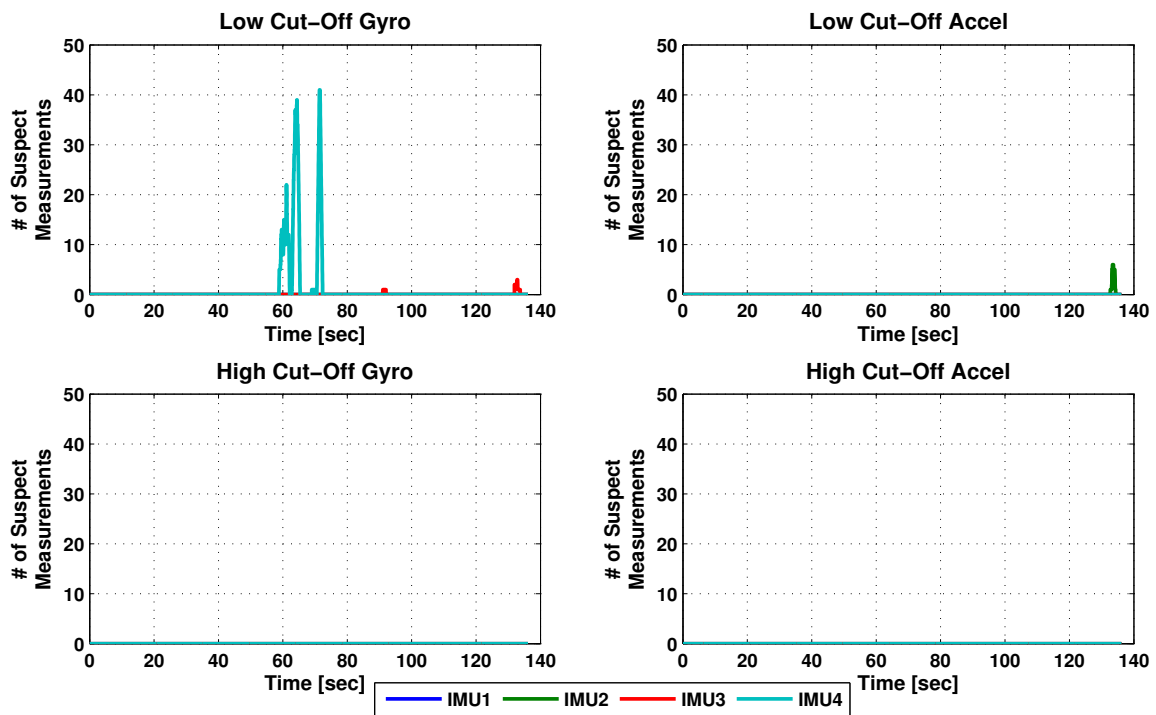 Low Cut−Off Gyro
50
40
30
20
10
0
# of Suspect
Measurements
0 20 40 60 80 100 120 140
Time [sec]
Low Cut−Off Accel
50
40
30
20
10
0
# of Suspect
Measurements
0 20 40 60 80 100 120 140
Time [sec]
High Cut−Off Gyro
50
40
30
20
10
0
# of Suspect
Measurements
0 20 40 60 80 100 120 140
Time [sec]
High Cut−Off Accel
50
40
30
20
10
0
# of Suspect
Measurements
0 20 40 60 80 100 120 140
Time [sec]
IMU1 IMU2 IMU3 IMU4